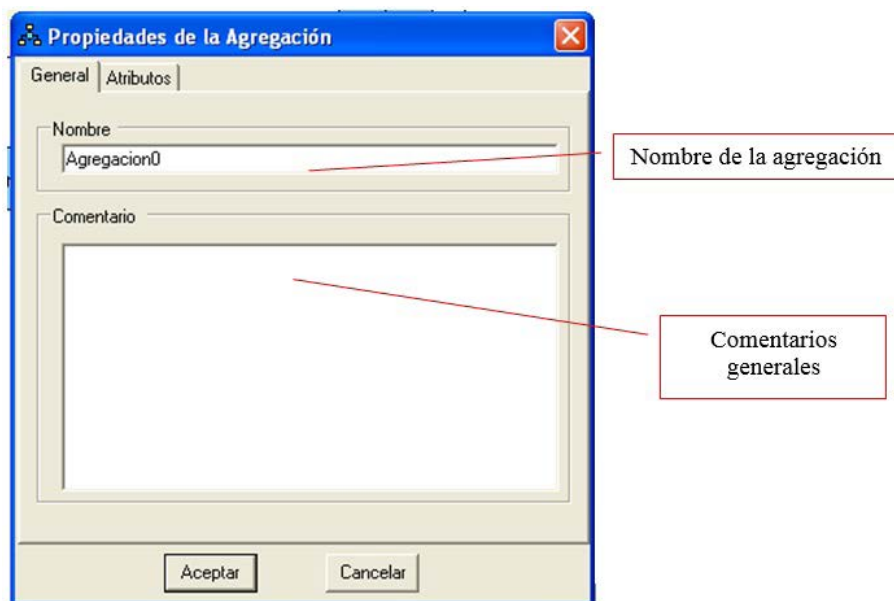 Propiedades de la Agregación
General
Atributos
Nombre
Agregacion0
Nombre de la agregación
Comentario
Comentarios
generales
Aceptar
Cancelar